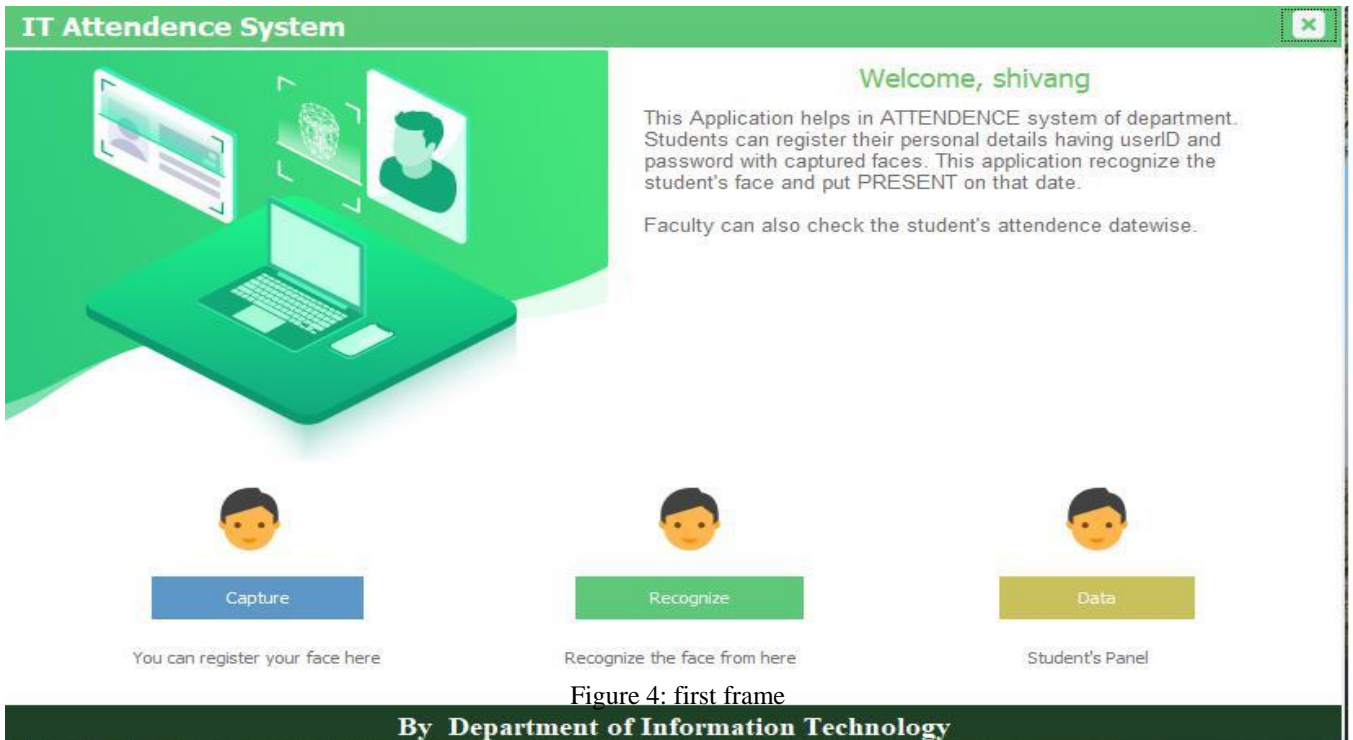 IT Attendence System
Welcome, shivang
This Application helps in ATTENDENCE system of department.
Students can register their personal details having userID and
password with captured faces. This application recognize the
student's face and put PRESENT on that date.
Faculty can also check the student's attendence datewise.
Capture
Recognize
Data
You can register your face here
Recognize the face from here
Student's Panel
Figure 4: first frame
By Department of Information Technology